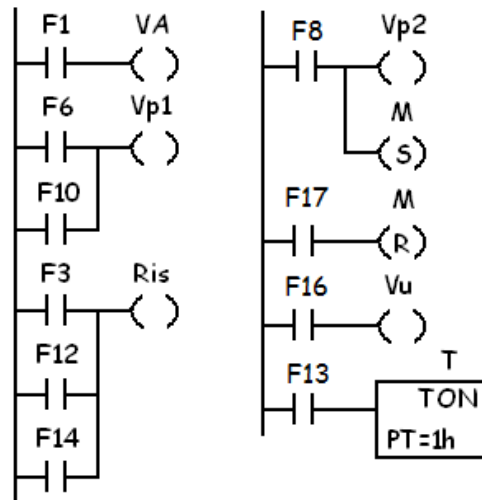 F1 VA
F6 Vp1
F10
F3 Ris
F12
F14
F8 Vp2
M
S
F17 M
R
F16 Vu
F13 T
TON
PT=1h